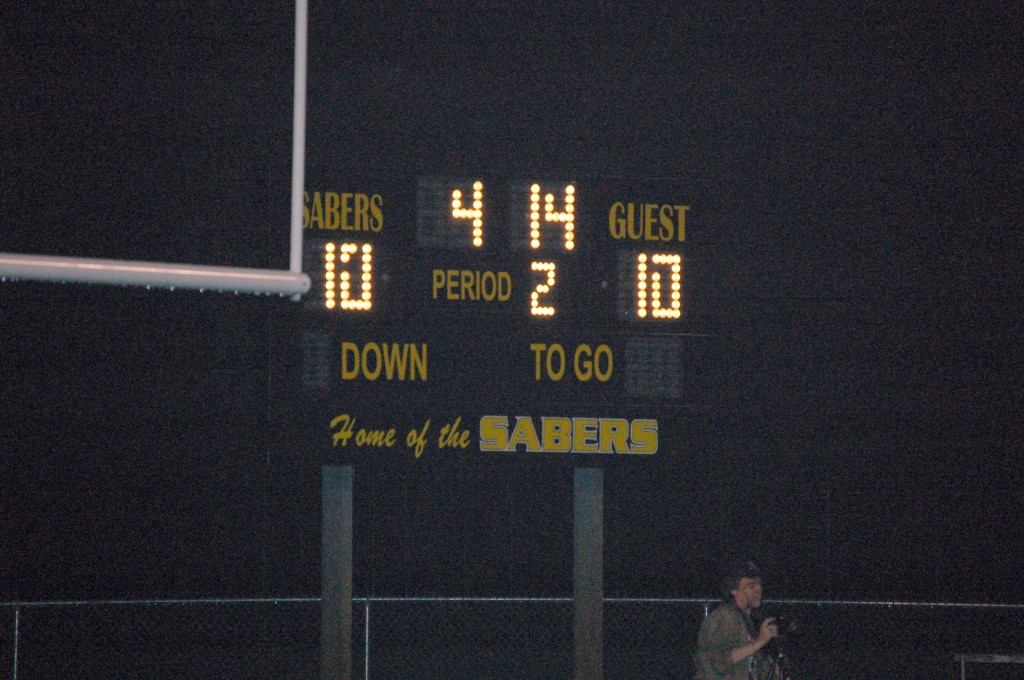 SABERS 4 14 GUEST
10 PERIOD 2 10
DOWN TO GO
Home of the SABERS